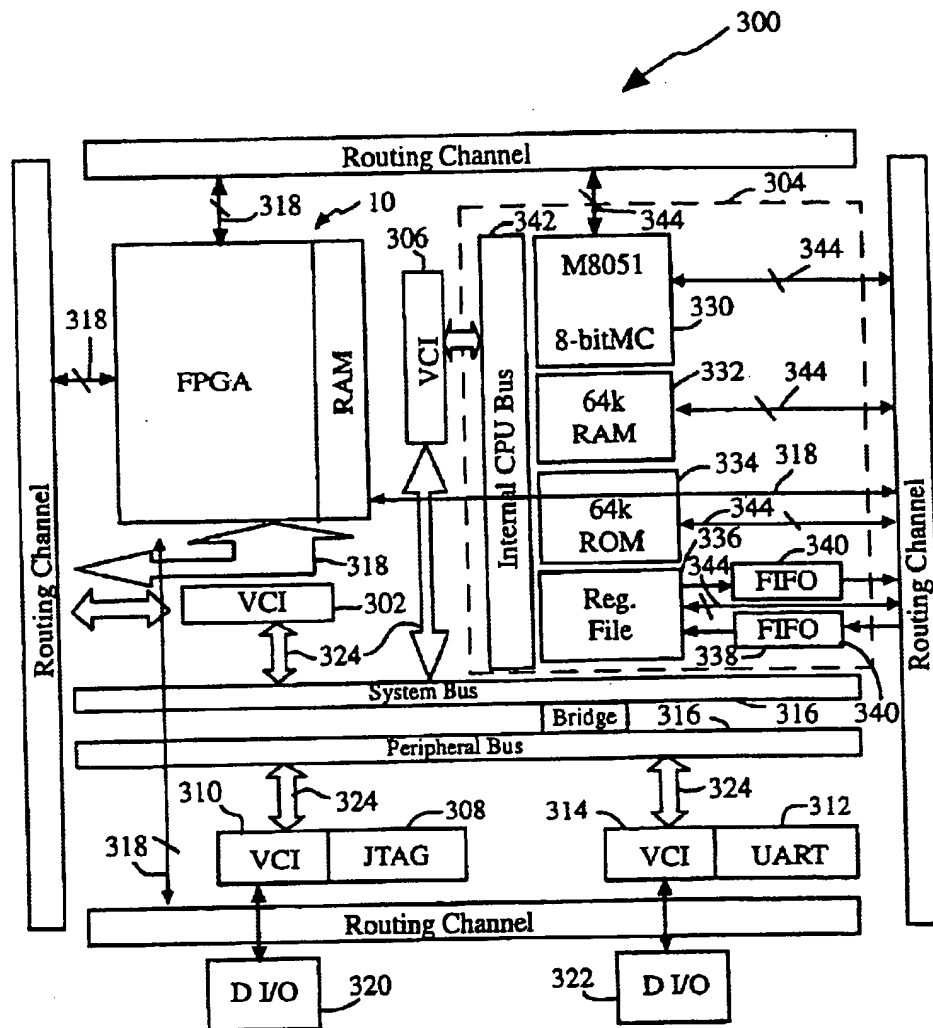 300
Routing Channel
304
318
10
344
342
306
M8051
344
318
330
8-bitMC
VCI
FPGA
RAM
332
344
64k
RAM
Internal CPU Bus
334
318
64k
ROM
344
Routing Channel
Routing Channel
318
336
340
344
FIFO
VCI
302
Reg.
File
FIFO
324
338
System Bus
316
316
340
Bridge
Peripheral Bus
310
324
308
314
324
312
318
VCI
JTAG
VCI
UART
Routing Channel
D I/O
320
322
D I/O